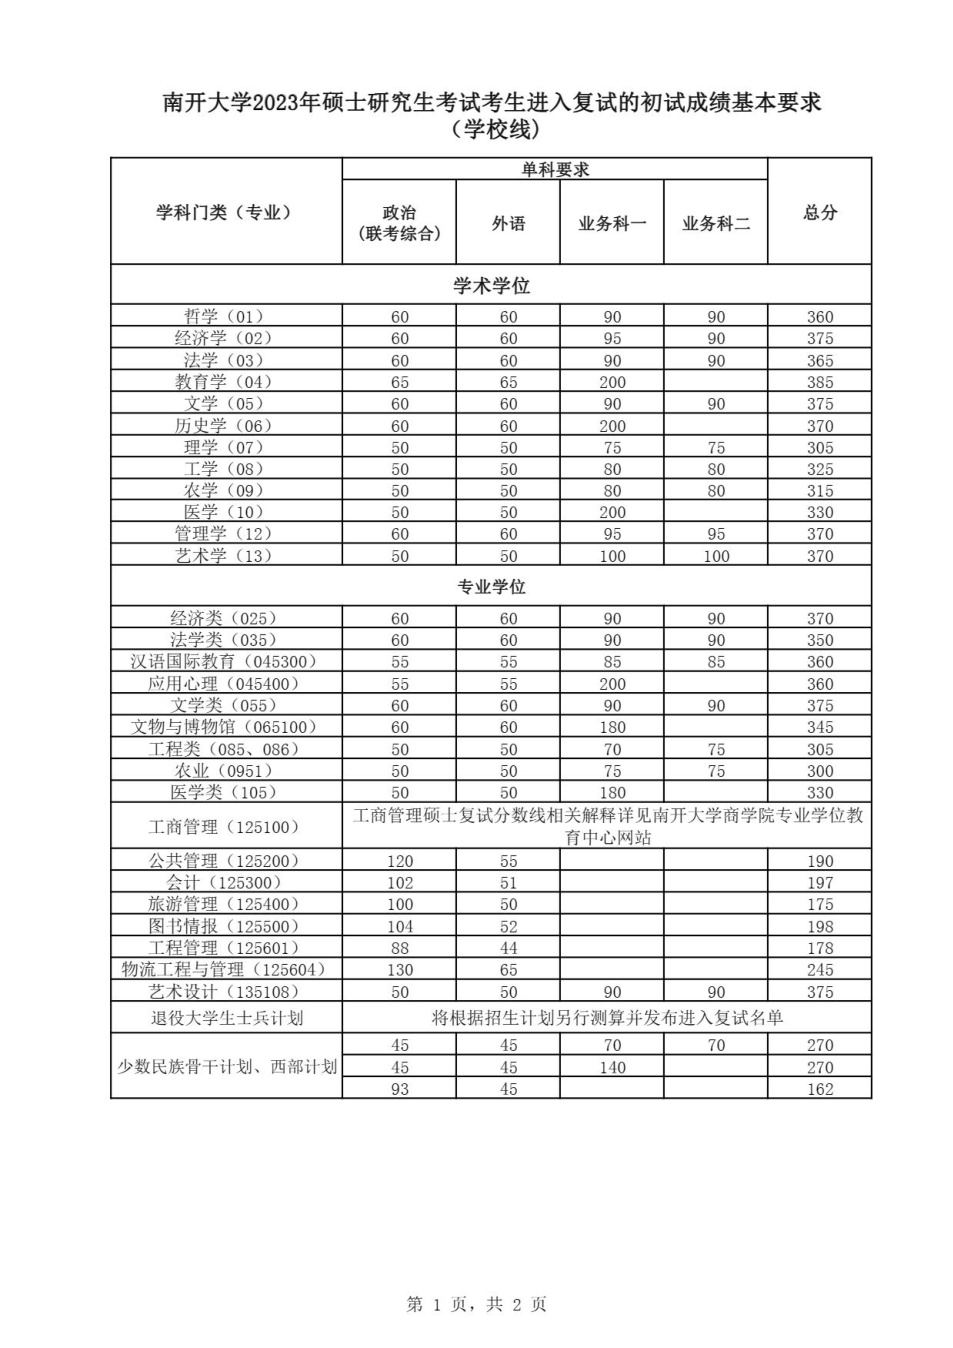 南开大学2023年硕士研究生考试考生进入复试的初试成绩基本要求
（学校线）
学科门类（专业） 单科要求 总分
政治（联考综合） 外语 业务科一 业务科二
学术学位
哲学（01） 60 60 90 90 360
经济学（02） 60 60 95 90 375
法学（03） 60 60 90 90 365
教育学（04） 65 65 200 385
文学（05） 60 60 90 90 375
历史学（06） 60 60 200 370
理学（07） 50 50 75 75 305
工学（08） 50 50 80 80 325
农学（09） 50 50 80 80 315
医学（10） 50 50 200 330
管理学（12） 60 60 95 95 370
艺术学（13） 50 50 100 100 370
专业学位
经济类（025） 60 60 90 90 370
法学类（035） 60 60 90 90 350
汉语国际教育（045300） 55 55 85 85 360
应用心理（045400） 55 55 200 360
文学类（055） 60 60 90 90 375
文物与博物馆（065100） 60 60 180 345
工程类（085、086） 50 50 70 75 305
农业（0951） 50 50 75 75 300
医学类（105） 50 50 180 330
工商管理（125100） 工商管理硕士复试分数线相关解释详见南开大学商学院专业学位教
育中心网站
公共管理（125200） 120 55 190
会计（125300） 102 51 197
旅游管理（125400） 100 50 175
图书情报（125500） 104 52 198
工程管理（125601） 88 44 178
物流工程与管理（125604） 130 65 245
艺术设计（135108） 50 50 90 90 375
退役大学生士兵计划 将根据招生计划另行测算并发布进入复试名单
少数民族骨干计划、西部计划 45 45 70 70 270
45 45 140 270
93 45 162
第 1 页，共 2 页